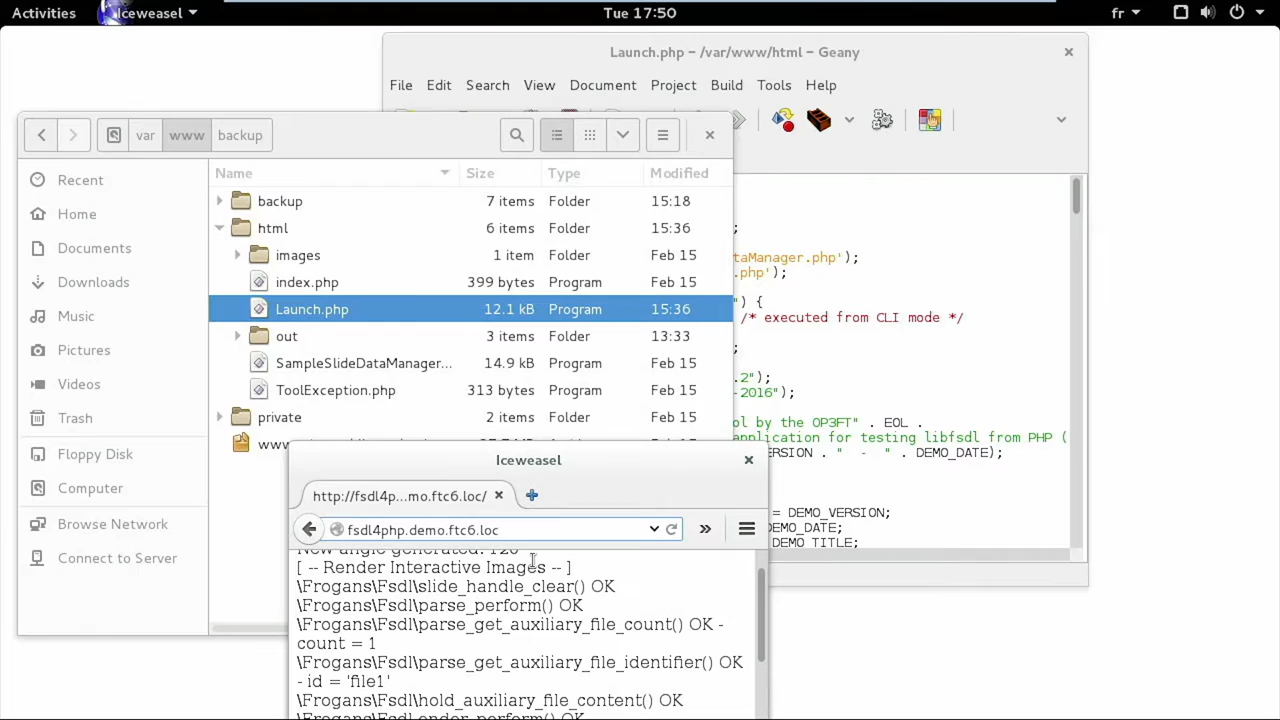 Activities Iceweasel Tue 17:50 fr
Launch.php – /var/www/html – Geany
File Edit Search View Document Project Build Tools Help
var www backup
Name Size Type Modified
Recent
Home
Documents
Downloads
Music
Pictures
Videos
Trash
Floppy Disk
Computer
Browse Network
Connect to Server
backup 7 items Folder 15:18
html 6 items Folder 15:36
images 1 item Folder Feb 15
index.php 399 bytes Program Feb 15
Launch.php 12.1 kB Program 15:36
out 3 items Folder 13:33
SampleSlideDataManager... 14.9 kB Program Feb 15
ToolException.php 313 bytes Program Feb 15
private 2 items Folder Feb 15
;
taManager.php');
.php');
") {
/* executed from CLI mode */
;
.2");
-2016");
ol by the OP3FT" . EOL .
application for testing libfsdl from PHP (
ERSION . " - " . DEMO_DATE);
= DEMO_VERSION;
DEMO_DATE;
DEMO_TITLE;
Iceweasel
http://fsdl4p...mo.ftc6.loc/
fsdl4php.demo.ftc6.loc
New angle generated: 120
[ -- Render Interactive Images -- ]
\Frogans\Fsdl\slide_handle_clear() OK
\Frogans\Fsdl\parse_perform() OK
\Frogans\Fsdl\parse_get_auxiliary_file_count() OK -
count = 1
\Frogans\Fsdl\parse_get_auxiliary_file_identifier() OK
- id = 'file1'
\Frogans\Fsdl\hold_auxiliary_file_content() OK